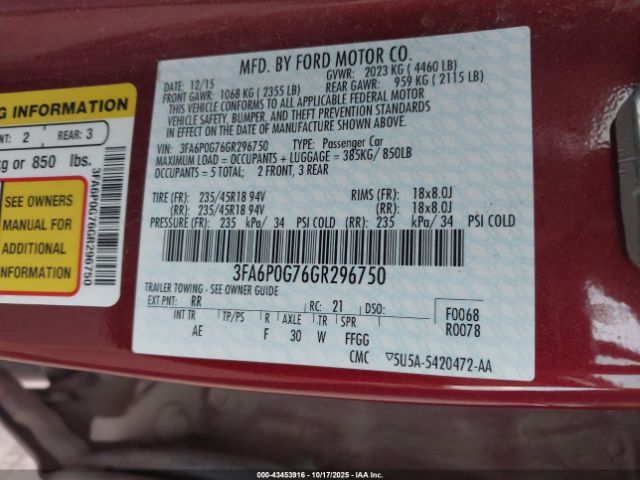 G INFORMATION
NT: 2 REAR: 3
kg or 850 lbs.
SEE OWNERS
MANUAL FOR
ADDITIONAL
INFORMATION
3FA6P0G76GR296750
MFD. BY FORD MOTOR CO.
DATE: 12/15 GVWR: 2023 KG ( 4460 LB)
FRONT GAWR: 1068 KG ( 2355 LB) REAR GAWR: 959 KG ( 2115 LB)
THIS VEHICLE CONFORMS TO ALL APPLICABLE FEDERAL MOTOR
VEHICLE SAFETY, BUMPER, AND THEFT PREVENTION STANDARDS
IN EFFECT ON THE DATE OF MANUFACTURE SHOWN ABOVE.
VIN: 3FA6P0G76GR296750 TYPE: Passenger Car
MAXIMUM LOAD = OCCUPANTS + LUGGAGE = 385KG/ 850LB
OCCUPANTS = 5 TOTAL; 2 FRONT, 3 REAR
TIRE (FR): 235/45R18 94V RIMS (FR): 18x8.0J
(RR): 235/45R18 94V (RR): 18x8.0J
PRESSURE (FR): 235 kPa/ 34 PSI COLD (RR): 235 kPa/ 34 PSI COLD
3FA6P0G76GR296750
TRAILER TOWING - SEE OWNER GUIDE
EXT PNT: RR RC: 21 DSO: F0068
R0078
INT TR TP/PS R AXLE TR SPR
AE F 30 W FFGG
CMC ▽5U5A-5420472-AA
000-43453916 - 10/17/2025 - COPYRIGHT IAA